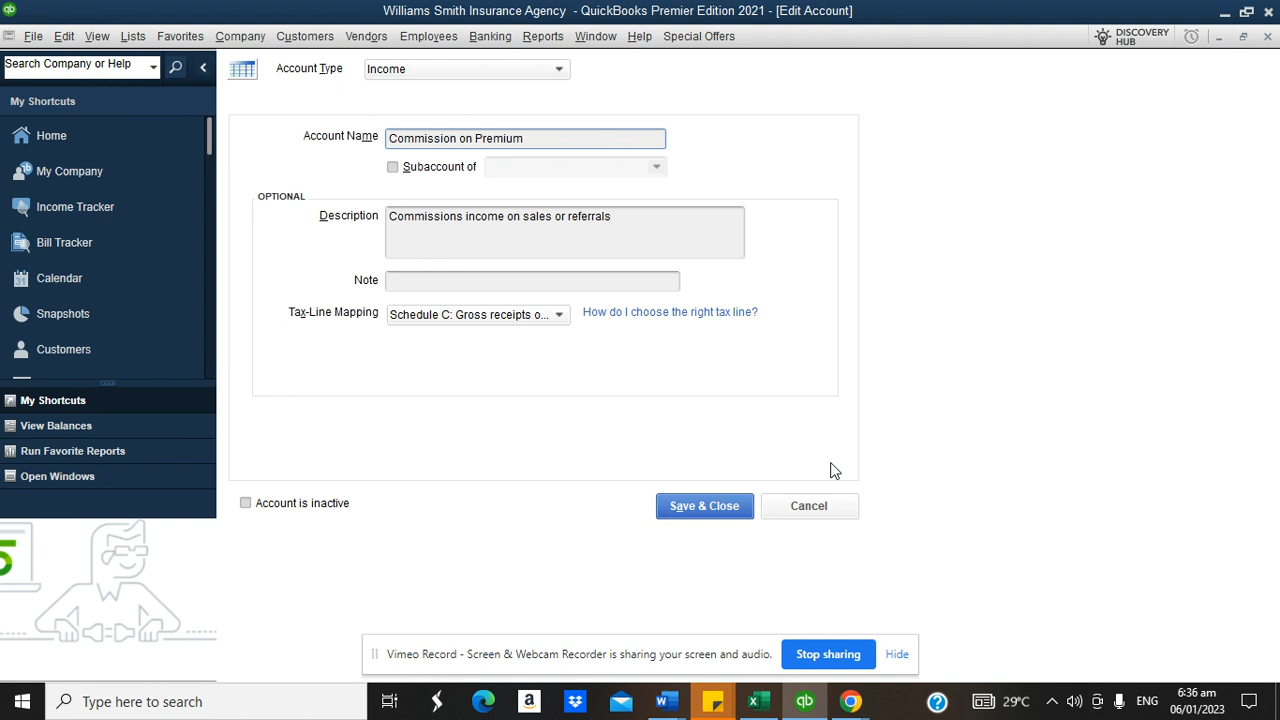 Williams Smith Insurance Agency - QuickBooks Premier Edition 2021 - [Edit Account]
File Edit View Lists Favorites Company Customers Vendors Employees Banking Reports Window Help Special Offers
DISCOVERY
HUB
Search Company or Help
Account Type Income
My Shortcuts
Home
My Company
Income Tracker
Bill Tracker
Calendar
31
Snapshots
Customers
My Shortcuts
View Balances
Run Favorite Reports
Open Windows
Account Name Commission on Premium
Subaccount of
OPTIONAL
Description Commissions income on sales or referrals
Note
Tax-Line Mapping Schedule C: Gross receipts o... How do I choose the right tax line?
Account is inactive
Save & Close Cancel
5
Vimeo Record - Screen & Webcam Recorder is sharing your screen and audio. Stop sharing Hide
Type here to search
29°C ENG
6:36 am
06/01/2023